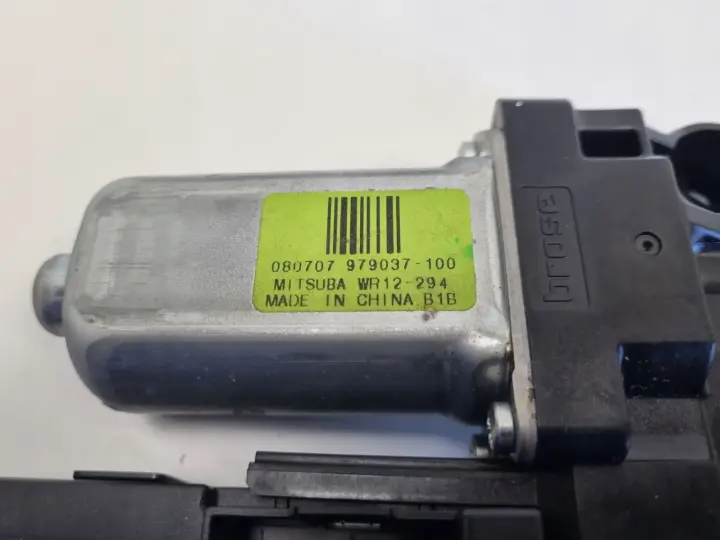 080707 979037-100
MITSUBA WR12-294
MADE IN CHINA B1B
brose